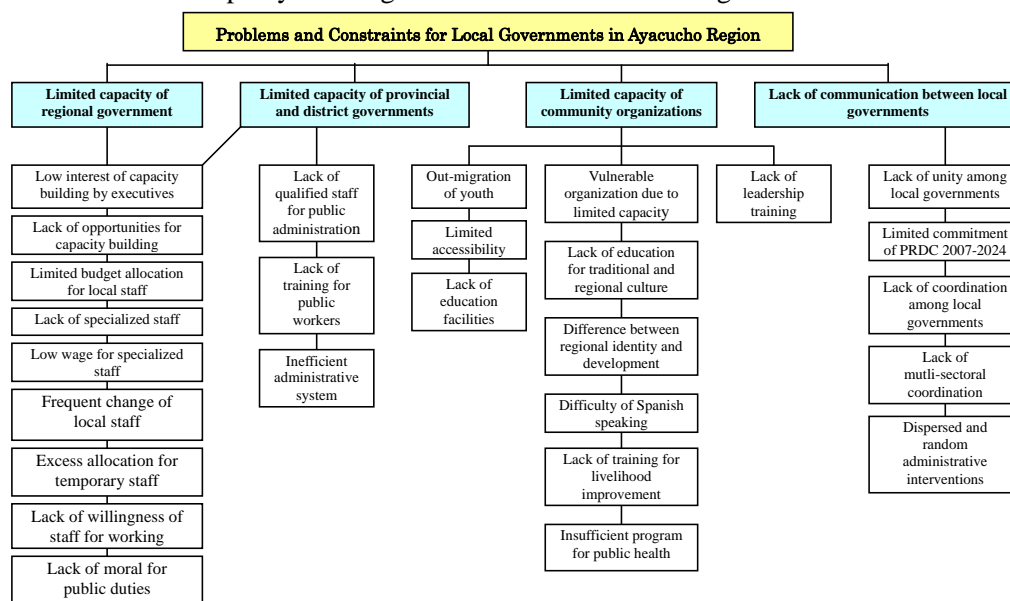 Problems and Constraints for Local Governments in Ayacucho Region
Limited capacity of
regional government
Limited capacity of provincial
and district governments
Limited capacity of
community organizations
Lack of communication between local
governments
Low interest of capacity
building by executives
Lack of opportunities for
capacity building
Limited budget allocation
for local staff
Lack of specialized staff
Low wage for specialized
staff
Frequent change of
local staff
Excess allocation for
temporary staff
Lack of willingness of
staff for working
Lack of moral for
public duties
Lack of
qualified staff
for public
administration
Lack of
training for
public
workers
Inefficient
administrative
system
Out-migration
of youth
Limited
accessibility
Lack of
education
facilities
Vulnerable
organization due to
limited capacity
Lack of education
for traditional and
regional culture
Difference between
regional identity and
development
Difficulty of Spanish
speaking
Lack of training for
livelihood
improvement
Insufficient program
for public health
Lack of
leadership
training
Lack of unity among
local governments
Limited commitment
of PRDC 2007-2024
Lack of coordination
among local
governments
Lack of
mutli-sectoral
coordination
Dispersed and
random
administrative
interventions